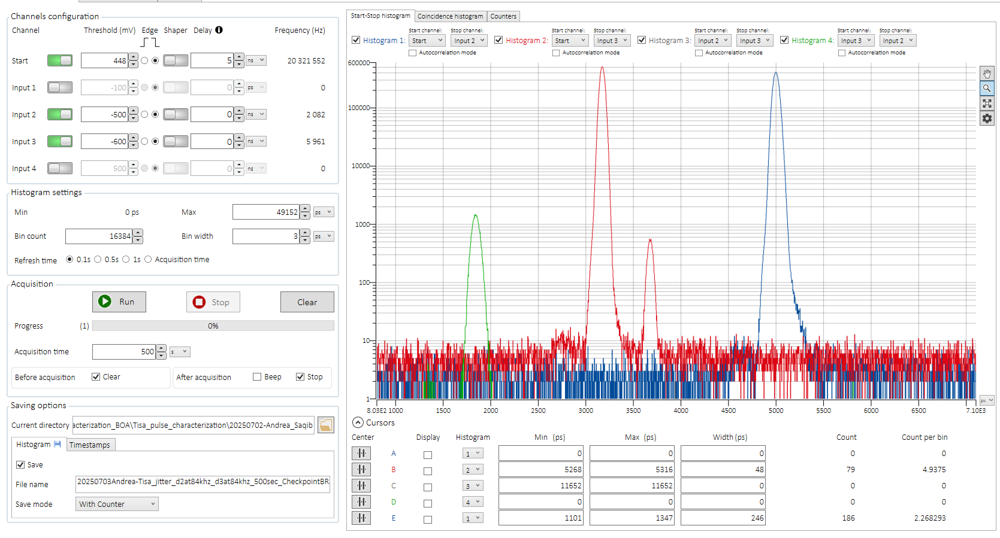 Channels configuration
Channel Threshold (mV) Edge Shaper Delay Frequency (Hz)
Start 448 5 ns 20 321 552
Input 1 -100 0 ps 0
Input 2 -500 0 ns 2 082
Input 3 -600 0 ns 5 961
Input 4 500 0 ns 0
Histogram settings
Min 0 ps Max 49152 ps
Bin count 16384 Bin width 3 ps
Refresh time 0.1s 0.5s 1s Acquisition time
Acquisition
Run Stop Clear
Progress (1) 0%
Acquisition time 500 s
Before acquisition Clear After acquisition Beep Stop
Saving options
Current directory acterization_BOA\Tisa_pulse_characterization\20250702-Andrea_Saqib
Histogram Timestamps
Save
File name 20250703Andrea-Tisa_jitter_d2at84khz_d3at84khz_500sec_CheckpointBR
Save mode With Counter
Start-Stop histogram Coincidence histogram Counters
Start channel: Stop channel: Start channel: Stop channel: Start channel: Stop channel: Start channel: Stop channel:
Histogram 1: Start Input 2 Histogram 2: Start Input 3 Histogram 3: Input 2 Input 3 Histogram 4: Input 3 Input 2
Autocorrelation mode Autocorrelation mode Autocorrelation mode Autocorrelation mode
600000
100000
10000
1000
100
10
1
ps
8.03E2 1000 1500 2000 2500 3000 3500 4000 4500 5000 5500 6000 6500 7.10E3
Cursors
Center Display Histogram Min (ps) Max (ps) Width (ps) Count Count per bin
A 1 0 0 0 0 0
B 2 5268 5316 48 79 4.9375
C 3 11652 11652 0 0 0
D 4 0 0 0 0 0
E 1 1101 1347 246 186 2.268293